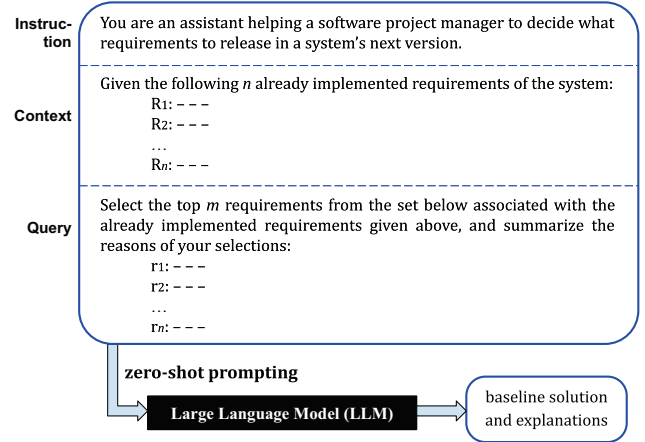 Instruc-
tion
You are an assistant helping a software project manager to decide what
requirements to release in a system's next version.
Context
Given the following n already implemented requirements of the system:
R1: – – –
R2: – – –
...
Rn: – – –
Query
Select the top m requirements from the set below associated with the
already implemented requirements given above, and summarize the
reasons of your selections:
r1: – – –
r2: – – –
...
rn: – – –
zero-shot prompting
Large Language Model (LLM)
baseline solution
and explanations